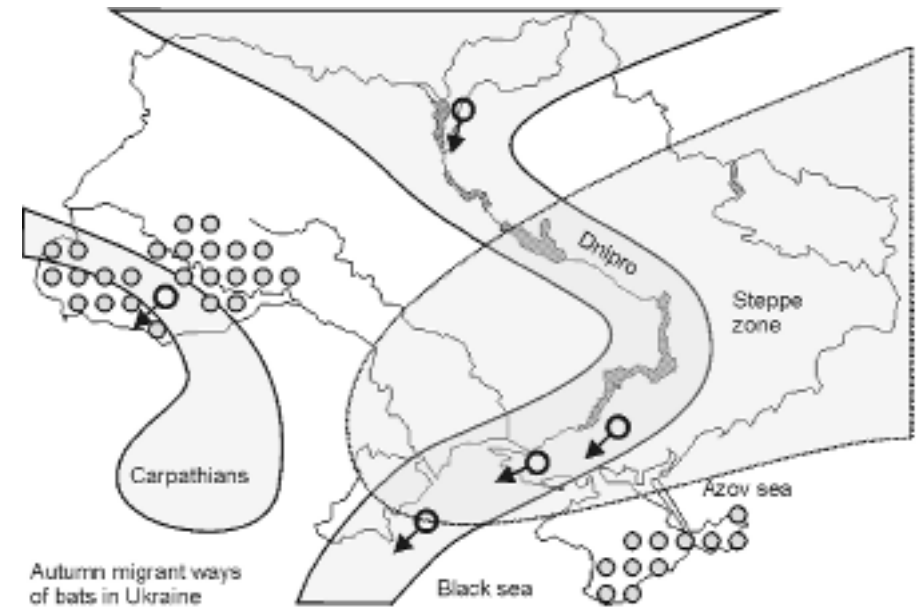 Dnipro
Steppe
zone
Carpathians
Azov sea
Autumn migrant ways
of bats in Ukraine
Black sea